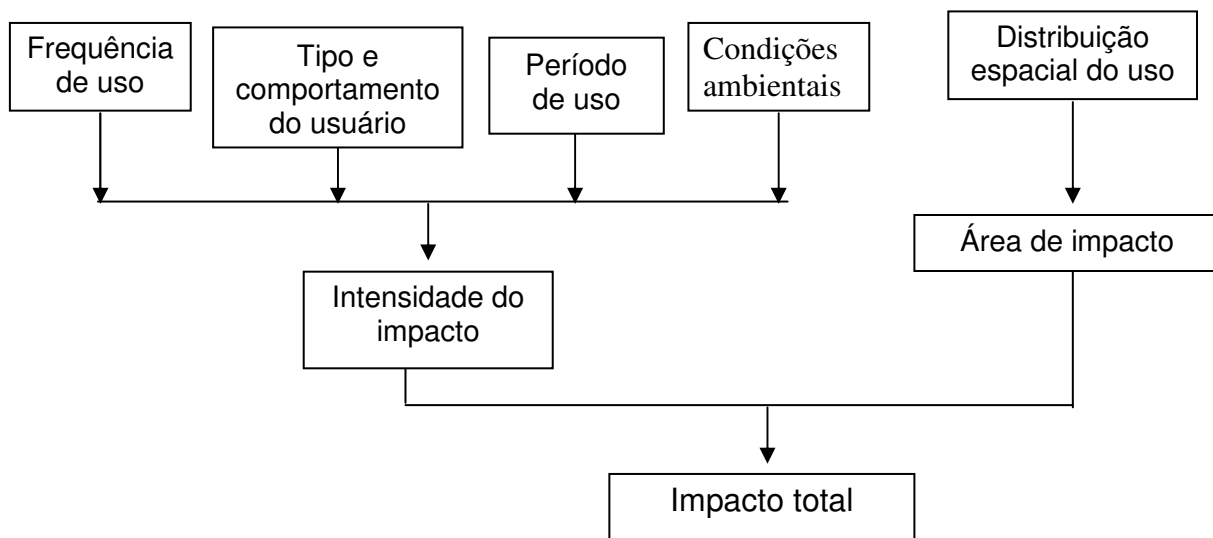 Frequência
de uso
Tipo e
comportamento
do usuário
Período
de uso
Condições
ambientais
Distribuição
espacial do uso
Área de impacto
Intensidade do
impacto
Impacto total